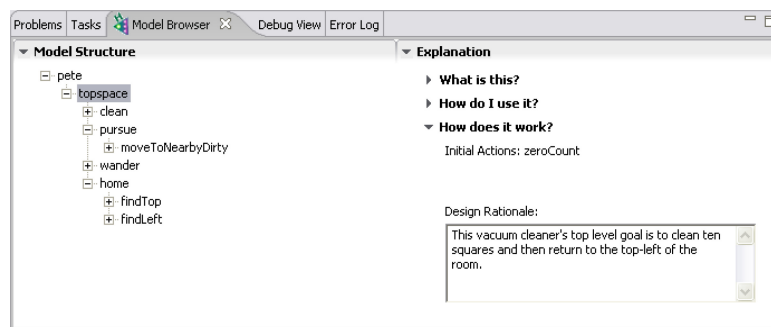 Problems Tasks Model Browser Debug View Error Log
Model Structure
pete
topspace
clean
pursue
moveToNearbyDirty
wander
home
findTop
findLeft
Explanation
What is this?
How do I use it?
How does it work?
Initial Actions: zeroCount
Design Rationale:
This vacuum cleaner's top level goal is to clean ten
squares and then return to the top-left of the
room.